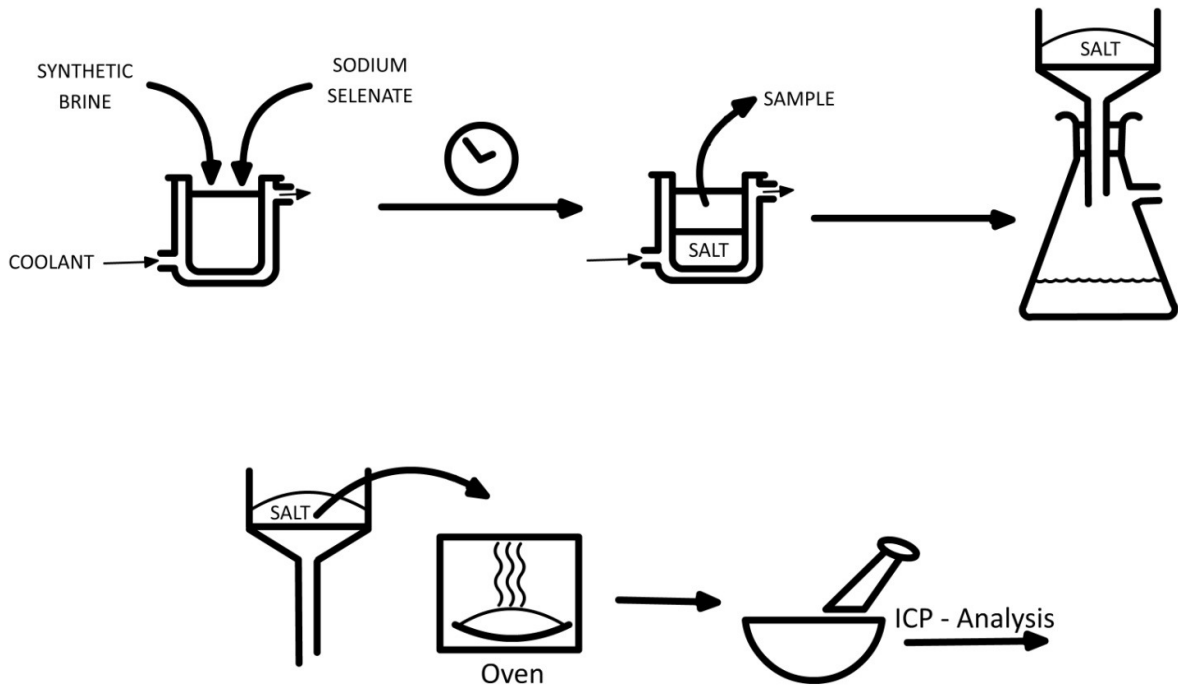 SYNTHETIC
BRINE
SODIUM
SELENATE
COOLANT
SAMPLE
SALT
SALT
SALT
Oven
ICP - Analysis